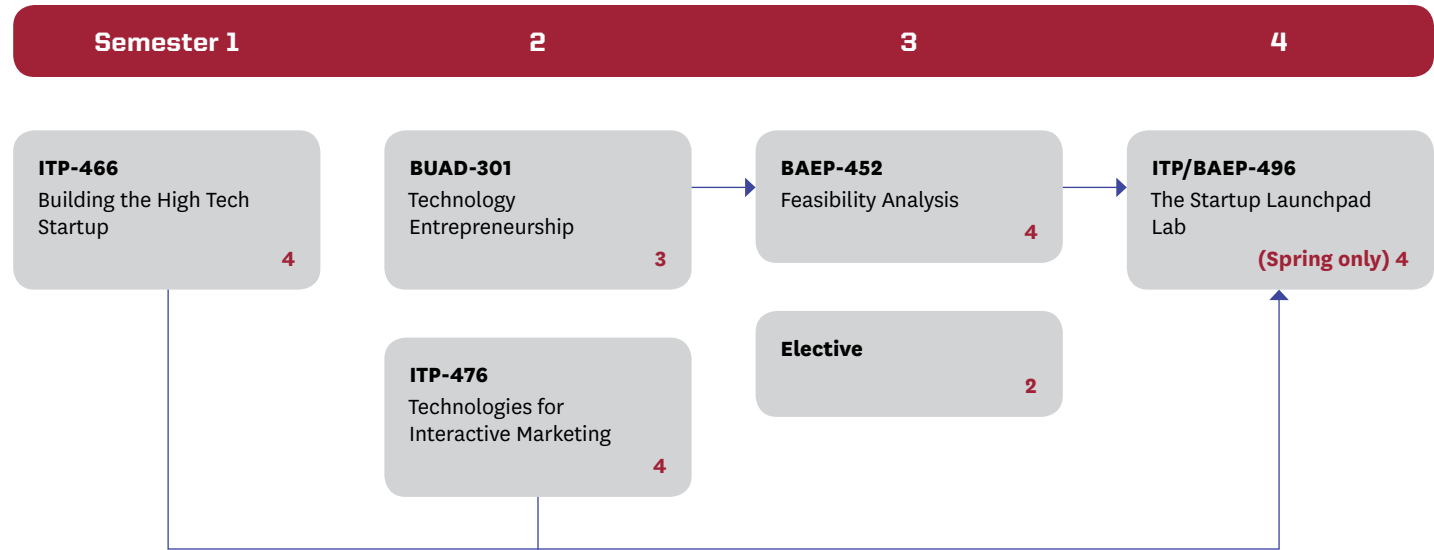 Semester 1 2 3 4
ITP-466
Building the High Tech
Startup
4
BUAD-301
Technology
Entrepreneurship
3
ITP-476
Technologies for
Interactive Marketing
4
BAEP-452
Feasibility Analysis
4
Elective
2
ITP/BAEP-496
The Startup Launchpad
Lab
(Spring only) 4